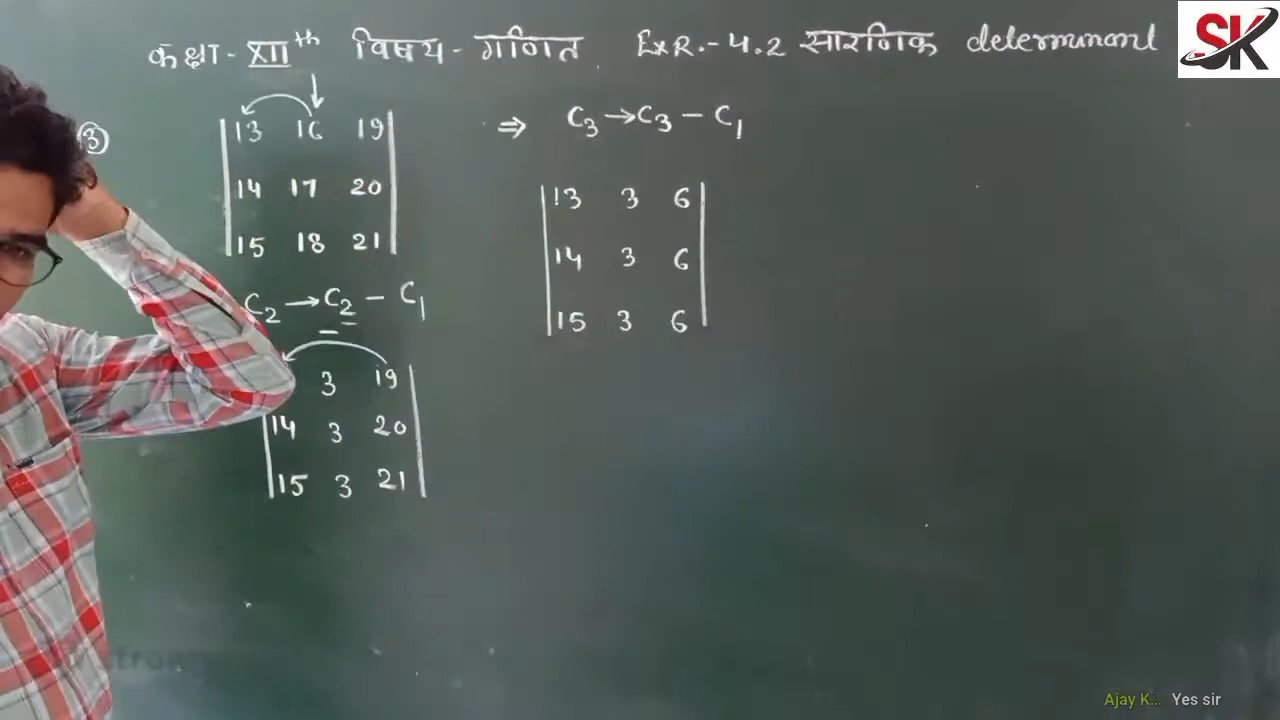 कक्षा- XIIth विषय- गणित Exe.-4.2 सारणिक determinant
SK
③
13 16 19
14 17 20
15 18 21
C2 → C2 - C1
3 19
14 3 20
15 3 21
⇒ C3 → C3 - C1
13 3 6
14 3 6
15 3 6
Ajay K... Yes sir